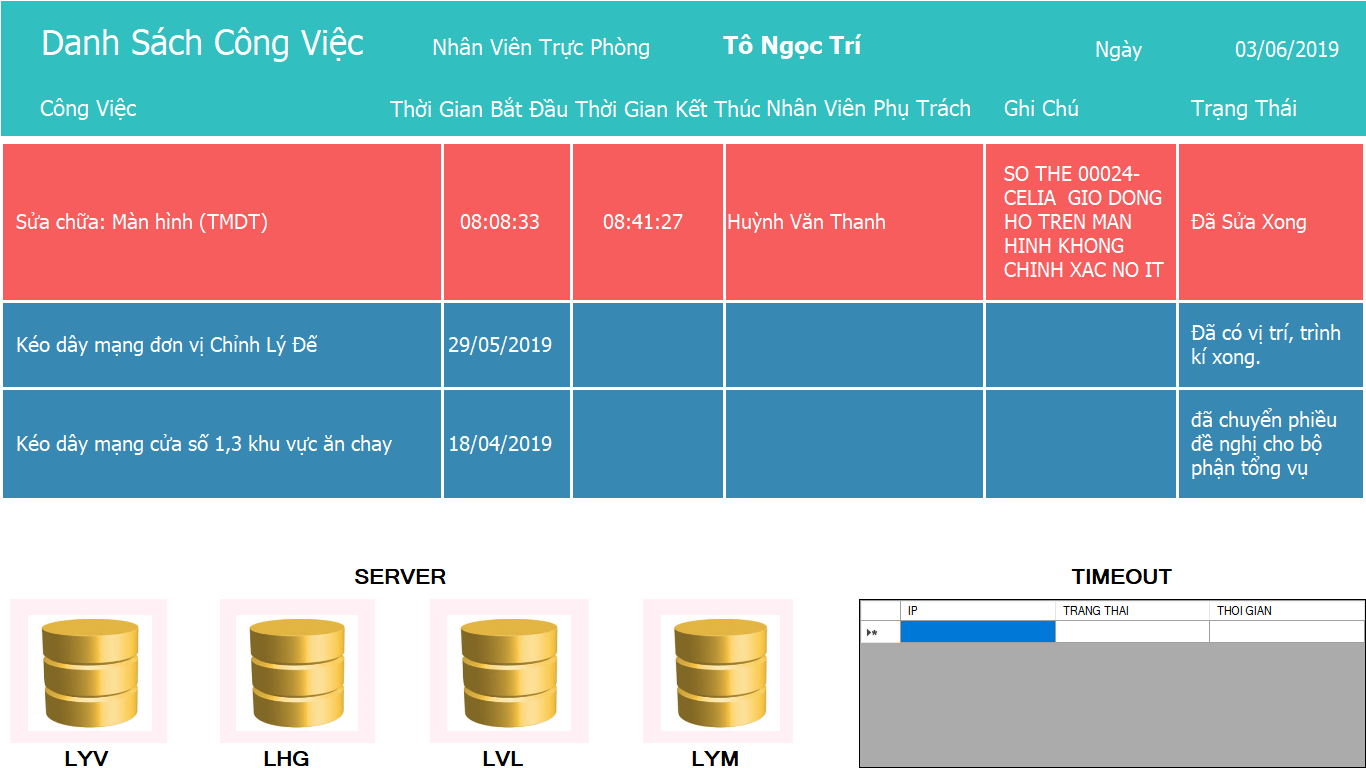 Danh Sách Công Việc Nhân Viên Trực Phòng Tô Ngọc Trí Ngày 03/06/2019
Công Việc Thời Gian Bắt Đầu Thời Gian Kết Thúc Nhân Viên Phụ Trách Ghi Chú Trạng Thái
Sửa chữa: Màn hình (TMDT) 08:08:33 08:41:27 Huỳnh Văn Thanh
SO THE 00024-
CELIA  GIO DONG
HO TREN MAN
HINH KHONG
CHINH XAC NO IT
Đã Sửa Xong
Kéo dây mạng đơn vị Chỉnh Lý Đế 29/05/2019
Đã có vị trí, trình
kí xong.
Kéo dây mạng cửa số 1,3 khu vực ăn chay 18/04/2019
đã chuyển phiều
đề nghị cho bộ
phận tổng vụ
SERVER
LYV LHG LVL LYM
TIMEOUT
IP TRANG THAI THOI GIAN